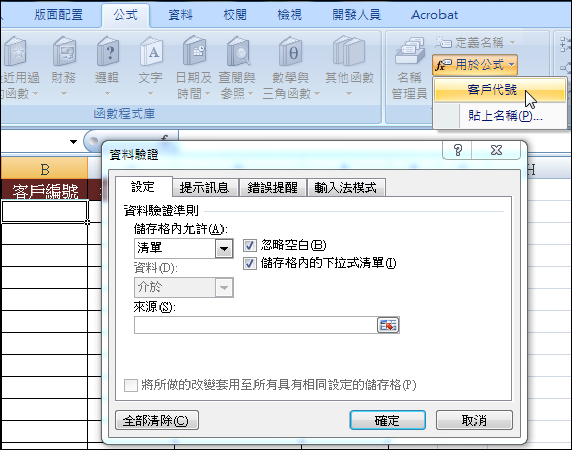 版面配置 公式 資料 校閱 檢視 開發人員 Acrobat
近用過 財務 邏輯 文字 日期及 查閱與 數學與 其他函數 名稱 定義名稱
函數 時間 參照 三角函數 管理員 用於公式
函數程式庫 客戶代號
貼上名稱(P)...
資料驗證
B H
客戶編號 設定 提示訊息 錯誤提醒 輸入法模式
資料驗證準則
儲存格內允許(A):
清單 忽略空白(B)
資料(D): 儲存格內的下拉式清單(I)
介於
來源(S):
將所做的改變套用至所有具有相同設定的儲存格(P)
全部清除(C) 確定 取消